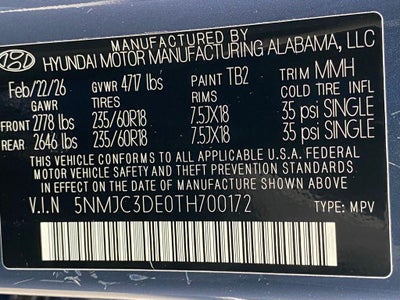 MANUFACTURED BY
HYUNDAI MOTOR MANUFACTURING ALABAMA, LLC
Feb/22/26 GVWR 4717 lbs PAINT TB2 TRIM MMH
GAWR TIRES RIMS COLD TIRE INFL
FRONT 2778 lbs 235/60R18 7.5JX18 35 psi SINGLE
REAR 2646 lbs 235/60R18 7.5JX18 35 psi SINGLE
THIS VEHICLE CONFORMS TO ALL APPLICABLE U.S.A. FEDERAL
MOTOR VEHICLE SAFETY, BUMPER, AND THEFT PREVENTION STANDARDS
IN EFFECT ON THE DATE OF MANUFACTURE SHOWN ABOVE.
V.I.N 5NMJC3DE0TH700172 TYPE: MPV